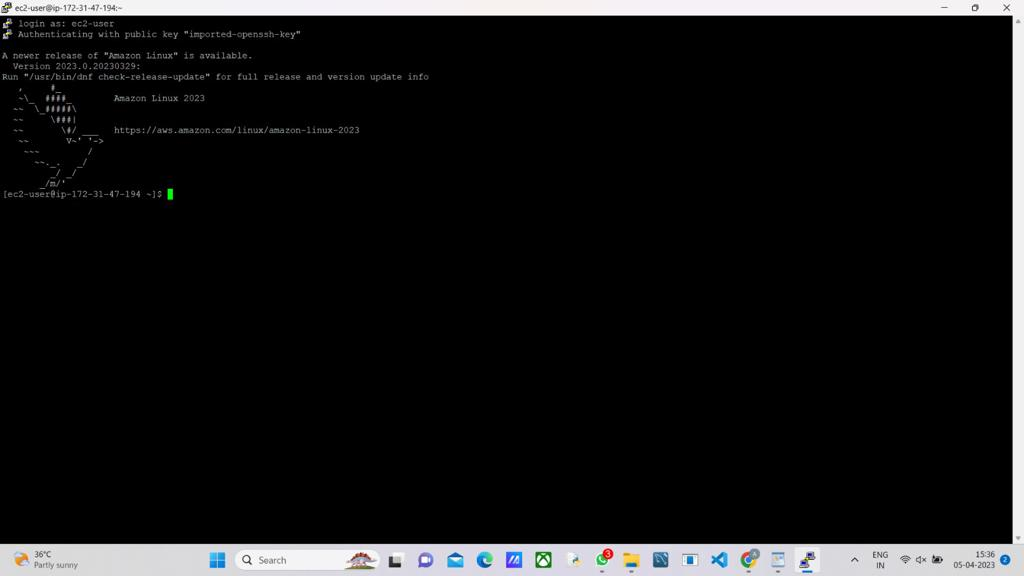 ec2-user@ip-172-31-47-194:~
login as: ec2-user
Authenticating with public key "imported-openssh-key"
A newer release of "Amazon Linux" is available.
  Version 2023.0.20230329:
Run "/usr/bin/dnf check-release-update" for full release and version update info
   ,     #_
   ~\_  ####_        Amazon Linux 2023
  ~~  \_#####\
  ~~     \###|
  ~~       \#/ ___   https://aws.amazon.com/linux/amazon-linux-2023
   ~~       V~' '->
    ~~~         /
      ~~._.   _/
         _/ _/
       _/m/'
[ec2-user@ip-172-31-47-194 ~]$
36°C
Partly sunny
Search
3
ENG
IN
15:36
05-04-2023
2